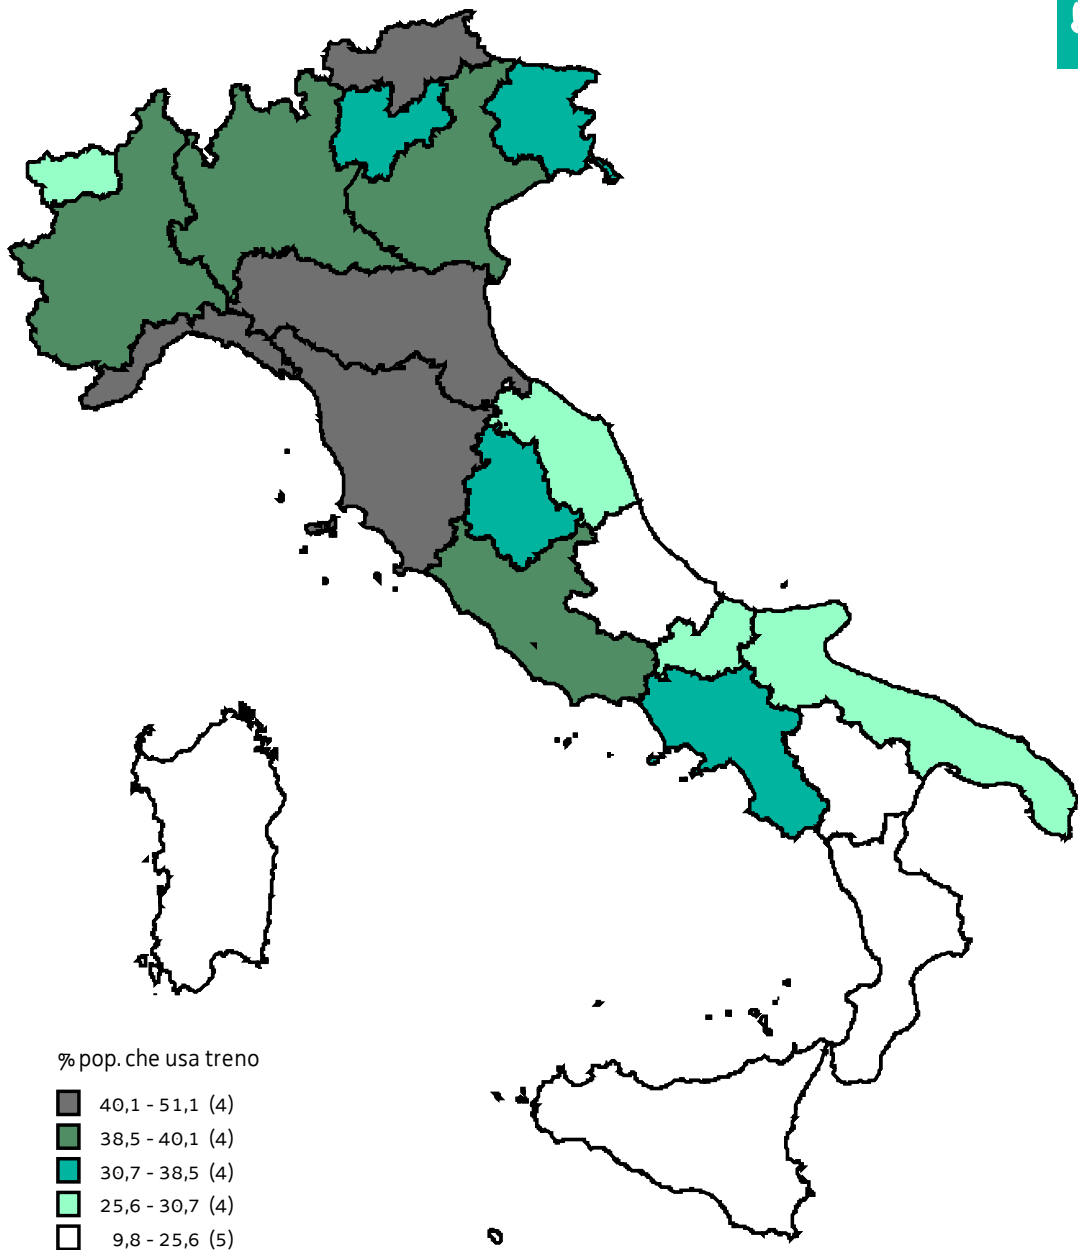 % pop. che usa treno
40,1 - 51,1 (4)
38,5 - 40,1 (4)
30,7 - 38,5 (4)
25,6 - 30,7 (4)
9,8 - 25,6 (5)